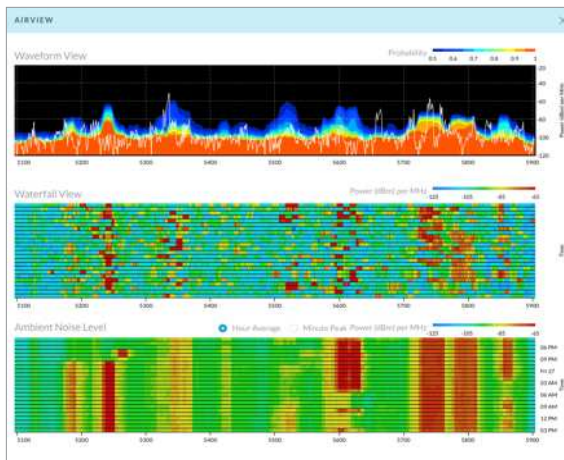 AIRVIEW
Waveform View
Probability
0.5 0.6 0.7 0.8 0.9 1
-20
-40
-60
-80
-100
-120
Power (dBm) per MHz
5100 5200 5300 5400 5500 5600 5700 5800 5900
Waterfall View
Power (dBm) per MHz
-125 -105 -85 -65
Time
5100 5200 5300 5400 5500 5600 5700 5800 5900
Ambient Noise Level
Hour Average Minute Peak Power (dBm) per MHz
-125 -105 -85 -65
06 PM
09 PM
Fri 27
03 AM
06 AM
09 AM
12 PM
03 PM
Time
5100 5200 5300 5400 5500 5600 5700 5800 5900